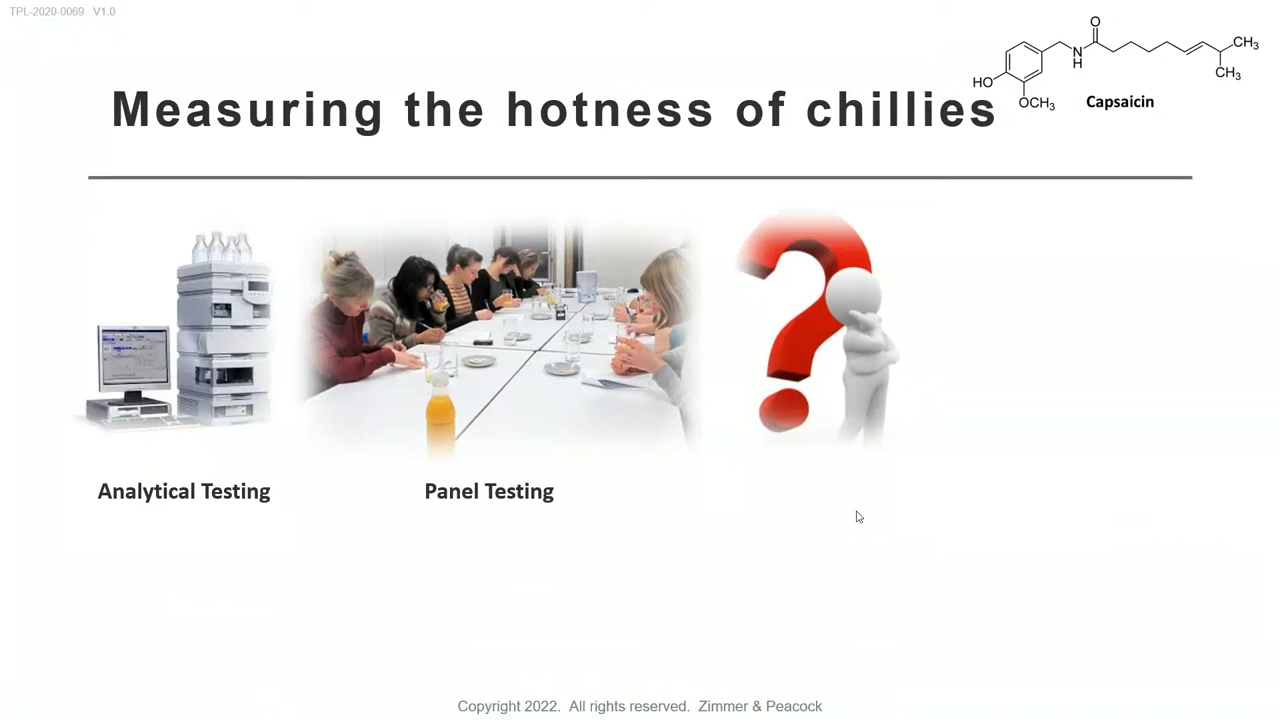 TPL-2020-0069 V1.0
O
N
H
HO
OCH₃
CH₃
CH₃
Capsaicin
Measuring the hotness of chillies
Analytical Testing
Panel Testing
Copyright 2022. All rights reserved. Zimmer & Peacock